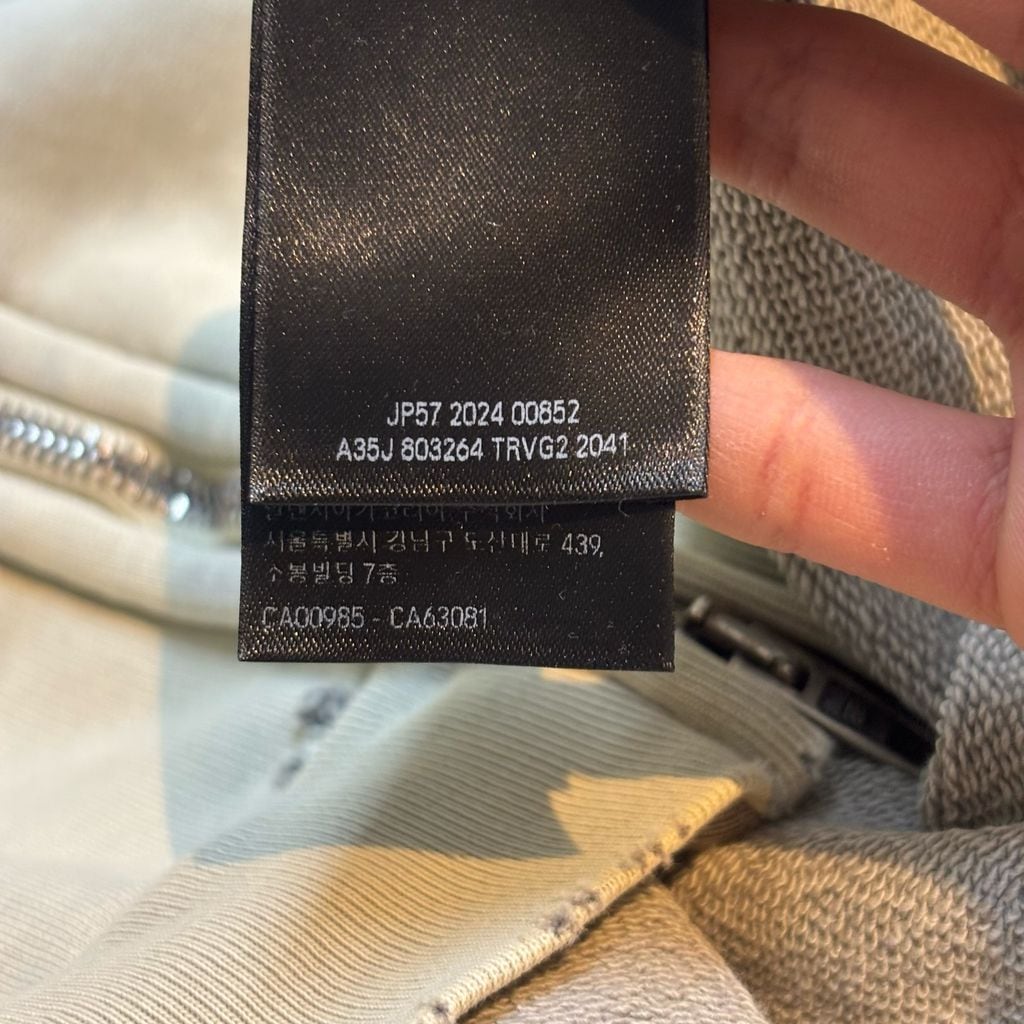 JP57 2024 00852
A35J 803264 TRVG2 2041
서울특별시 강남구 도산대로 439,
소봉빌딩 7층
CA00985 - CA63081